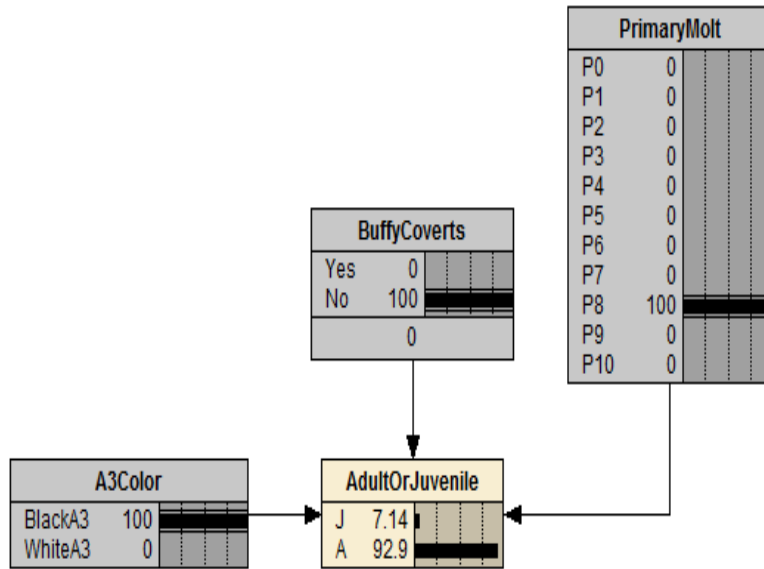 PrimaryMolt
P0 0
P1 0
P2 0
P3 0
P4 0
P5 0
P6 0
P7 0
P8 100
P9 0
P10 0
BuffyCoverts
Yes 0
No 100
0
A3Color
BlackA3 100
WhiteA3 0
AdultOrJuvenile
J 7.14
A 92.9